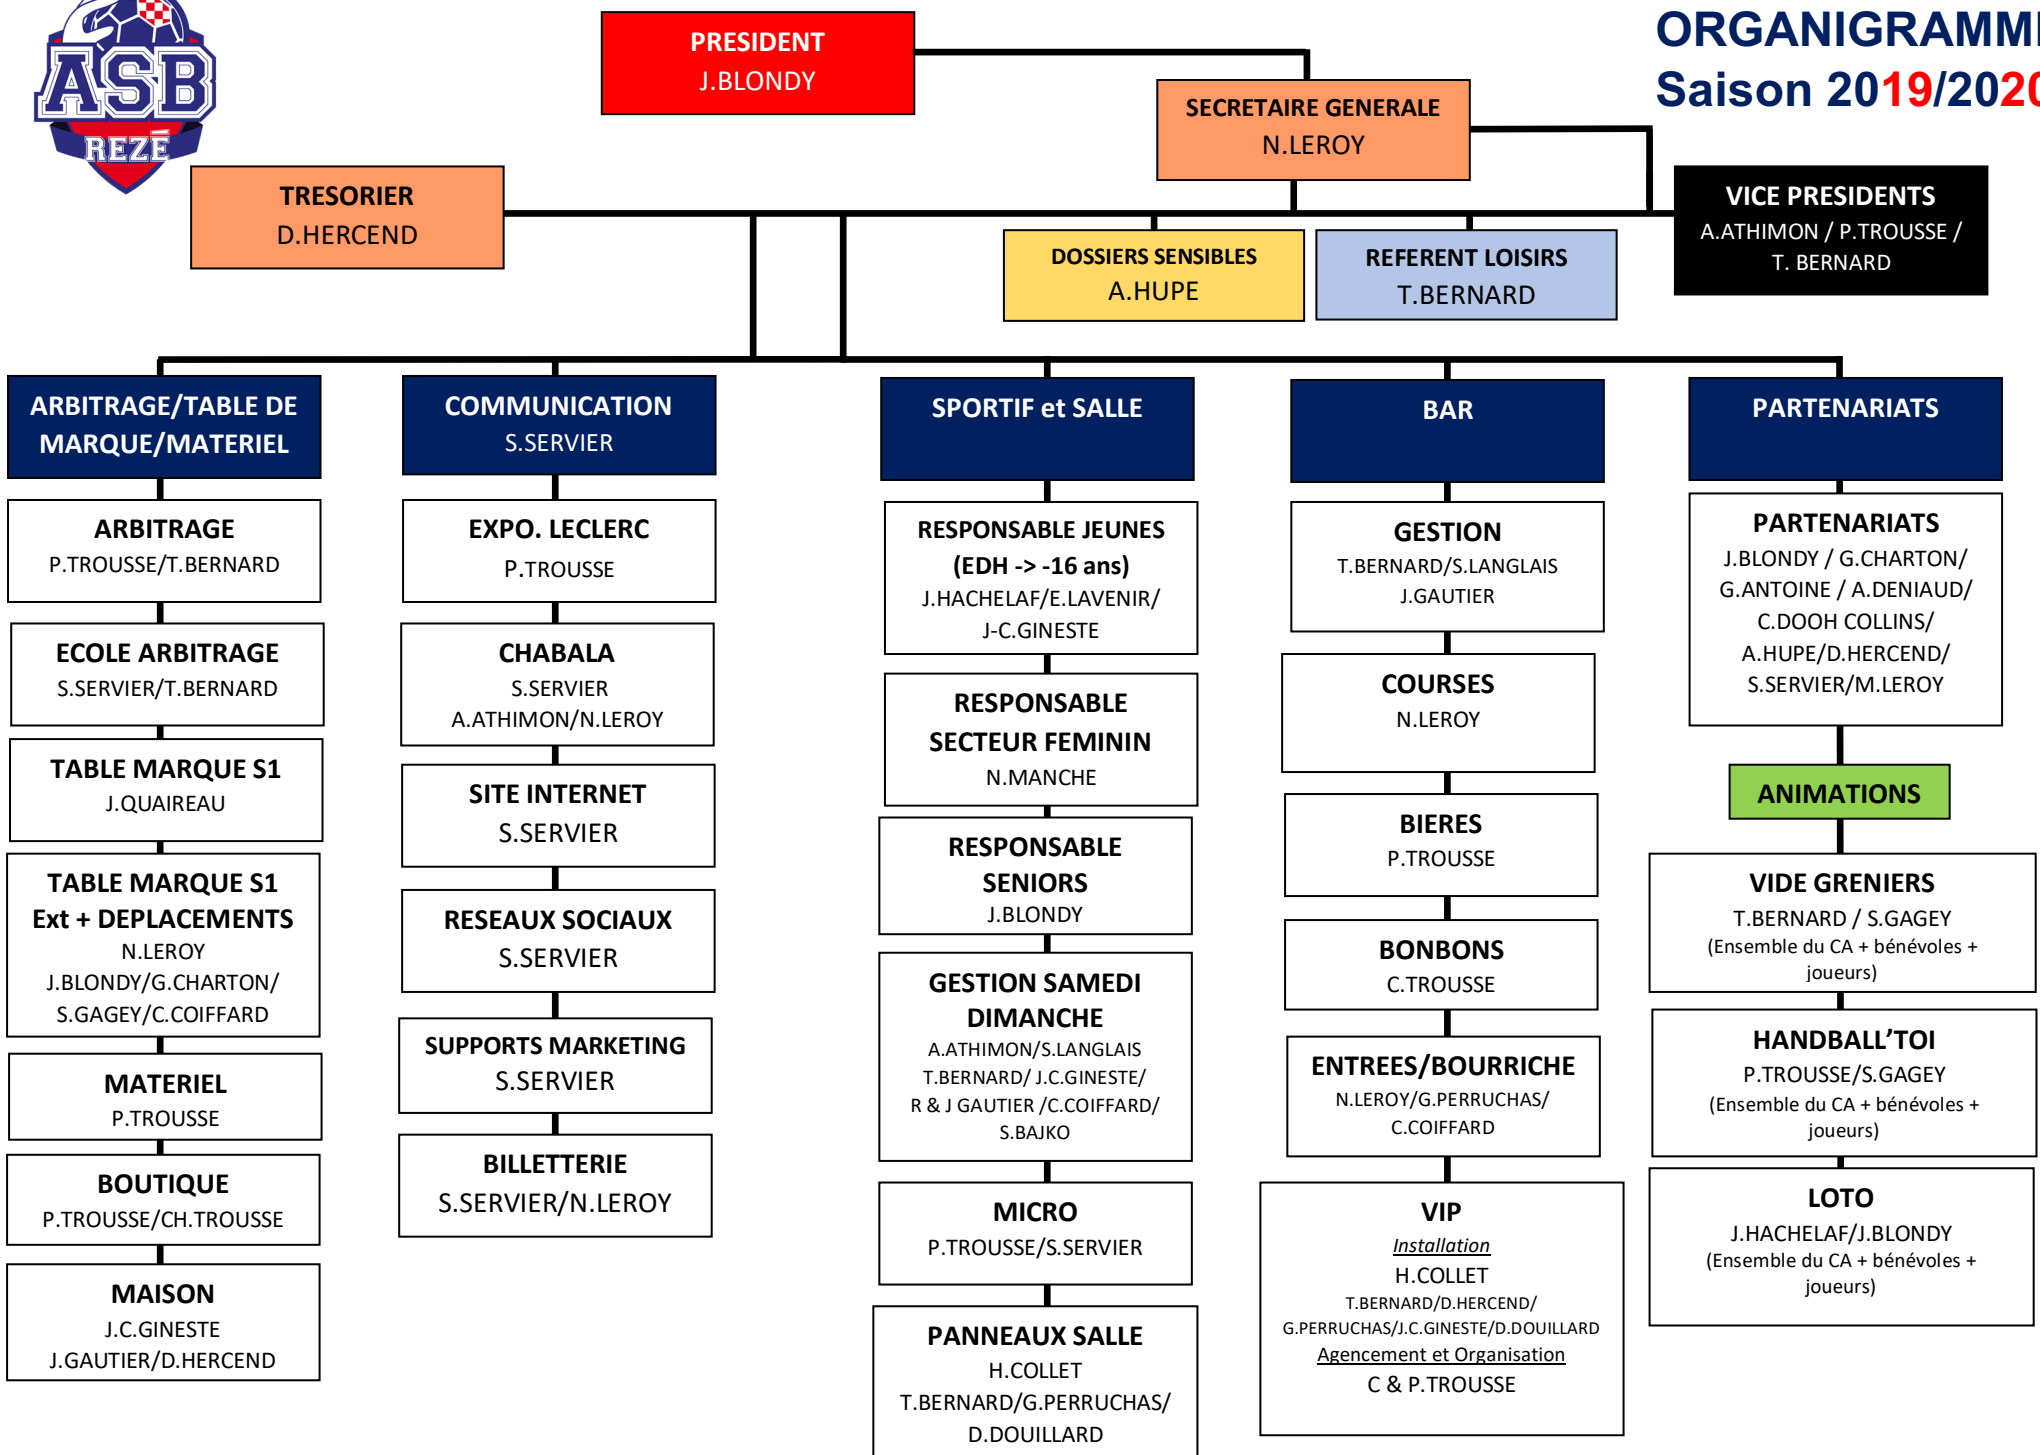 ASB
REZÉ
PRESIDENT
J.BLONDY
ORGANIGRAMME
Saison 2019/2020
SECRETAIRE GENERALE
N.LEROY
TRESORIER
D.HERCEND
VICE PRESIDENTS
A.ATHIMON / P.TROUSSE /
T. BERNARD
DOSSIERS SENSIBLES
A.HUPE
REFERENT LOISIRS
T.BERNARD
ARBITRAGE/TABLE DE
MARQUE/MATERIEL
ARBITRAGE
P.TROUSSE/T.BERNARD
ECOLE ARBITRAGE
S.SERVIER/T.BERNARD
TABLE MARQUE S1
J.QUAIREAU
TABLE MARQUE S1
Ext + DEPLACEMENTS
N.LEROY
J.BLONDY/G.CHARTON/
S.GAGEY/C.COIFFARD
MATERIEL
P.TROUSSE
BOUTIQUE
P.TROUSSE/CH.TROUSSE
MAISON
J.C.GINESTE
J.GAUTIER/D.HERCEND
COMMUNICATION
S.SERVIER
EXPO. LECLERC
P.TROUSSE
CHABALA
S.SERVIER
A.ATHIMON/N.LEROY
SITE INTERNET
S.SERVIER
RESEAUX SOCIAUX
S.SERVIER
SUPPORTS MARKETING
S.SERVIER
BILLETTERIE
S.SERVIER/N.LEROY
SPORTIF et SALLE
RESPONSABLE JEUNES
(EDH -> -16 ans)
J.HACHELAF/E.LAVENIR/
J-C.GINESTE
RESPONSABLE
SECTEUR FEMININ
N.MANCHE
RESPONSABLE
SENIORS
J.BLONDY
GESTION SAMEDI
DIMANCHE
A.ATHIMON/S.LANGLAIS
T.BERNARD/ J.C.GINESTE/
R & J GAUTIER /C.COIFFARD/
S.BAJKO
MICRO
P.TROUSSE/S.SERVIER
PANNEAUX SALLE
H.COLLET
T.BERNARD/G.PERRUCHAS/
D.DOUILLARD
BAR
GESTION
T.BERNARD/S.LANGLAIS
J.GAUTIER
COURSES
N.LEROY
BIERES
P.TROUSSE
BONBONS
C.TROUSSE
ENTREES/BOURRICHE
N.LEROY/G.PERRUCHAS/
C.COIFFARD
VIP
Installation
H.COLLET
T.BERNARD/D.HERCEND/
G.PERRUCHAS/J.C.GINESTE/D.DOUILLARD
Agencement et Organisation
C & P.TROUSSE
PARTENARIATS
PARTENARIATS
J.BLONDY / G.CHARTON/
G.ANTOINE / A.DENIAUD/
C.DOOH COLLINS/
A.HUPE/D.HERCEND/
S.SERVIER/M.LEROY
ANIMATIONS
VIDE GRENIERS
T.BERNARD / S.GAGEY
(Ensemble du CA + bénévoles +
joueurs)
HANDBALL'TOI
P.TROUSSE/S.GAGEY
(Ensemble du CA + bénévoles +
joueurs)
LOTO
J.HACHELAF/J.BLONDY
(Ensemble du CA + bénévoles +
joueurs)